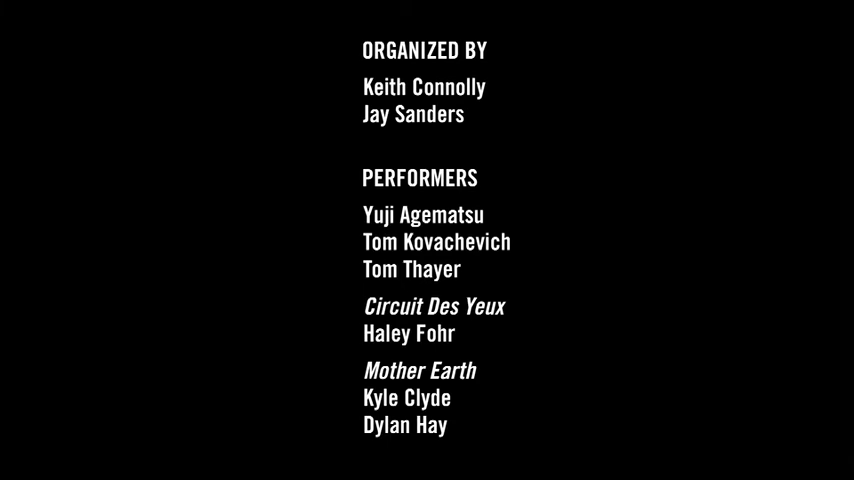 ORGANIZED BY
Keith Connolly
Jay Sanders
PERFORMERS
Yuji Agematsu
Tom Kovachevich
Tom Thayer
Circuit Des Yeux
Haley Fohr
Mother Earth
Kyle Clyde
Dylan Hay